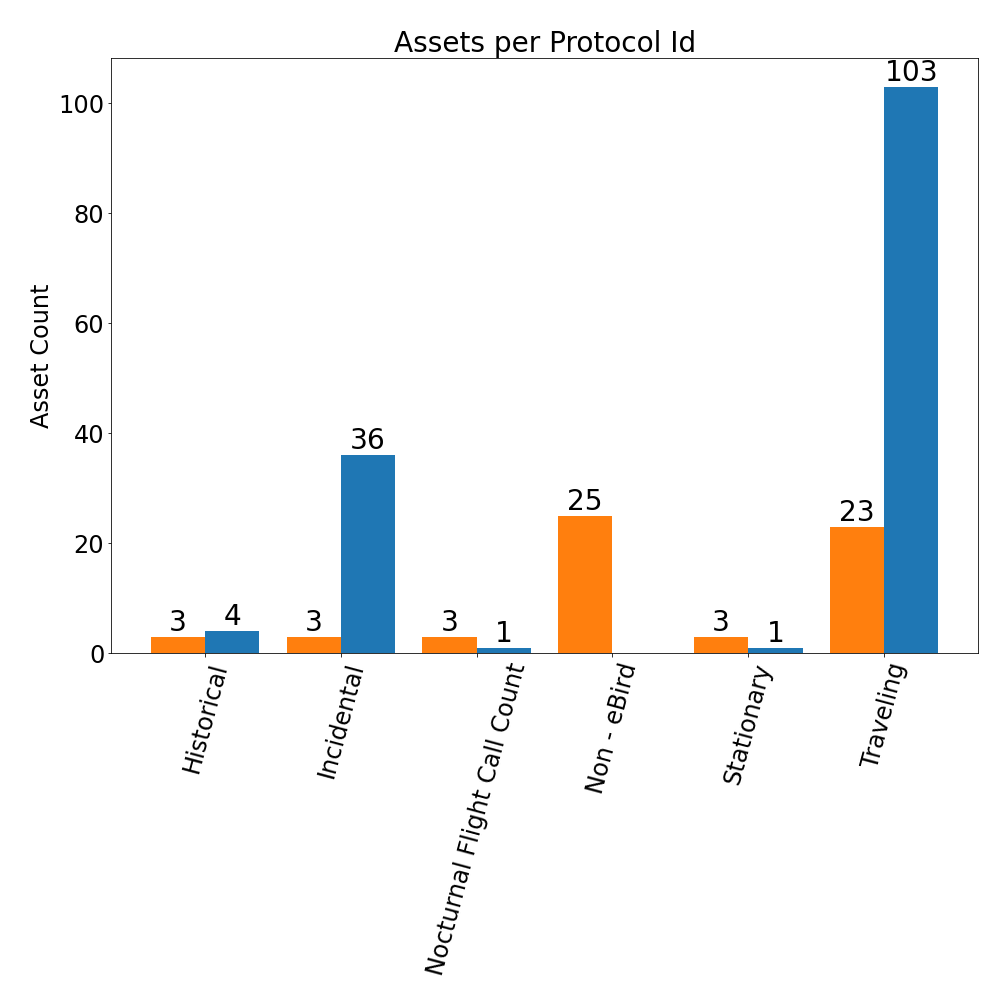 Assets per Protocol Id
Asset Count
100
80
60
40
20
0
3
4
3
36
3
1
25
3
1
23
103
Historical
Incidental
Nocturnal Flight Call Count
Non - eBird
Stationary
Traveling